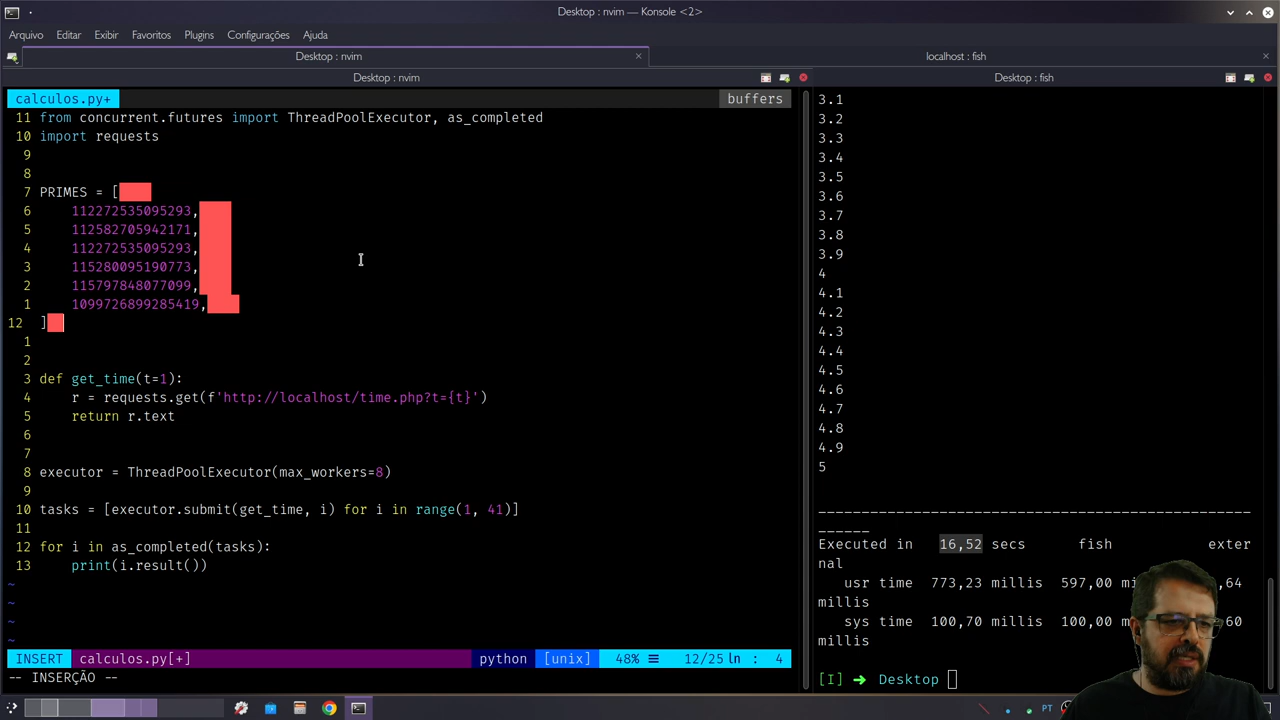 Desktop : nvim — Konsole <2>
Arquivo Editar Exibir Favoritos Plugins Configurações Ajuda
Desktop : nvim
localhost : fish
Desktop : nvim
Desktop : fish
calculos.py+ buffers
11 from concurrent.futures import ThreadPoolExecutor, as_completed
10 import requests
9
8
7 PRIMES = [
6 112272535095293,
5 112582705942171,
4 112272535095293,
3 115280095190773,
2 115797848077099,
1 1099726899285419,
12 ]
1
2
3 def get_time(t=1):
4 r = requests.get(f'http://localhost/time.php?t={t}')
5 return r.text
6
7
8 executor = ThreadPoolExecutor(max_workers=8)
9
10 tasks = [executor.submit(get_time, i) for i in range(1, 41)]
11
12 for i in as_completed(tasks):
13 print(i.result())
~
~
~
~
INSERT calculos.py[+] python [unix] 48% ☰ 12/25 ln : 4
-- INSERÇÃO --
3.1
3.2
3.3
3.4
3.5
3.6
3.7
3.8
3.9
4
4.1
4.2
4.3
4.4
4.5
4.6
4.7
4.8
4.9
5
Executed in 16,52 secs fish exter
nal
usr time 773,23 millis 597,00 ,64
millis
sys time 100,70 millis 100,00 60
millis
[I] ➜ Desktop
PT